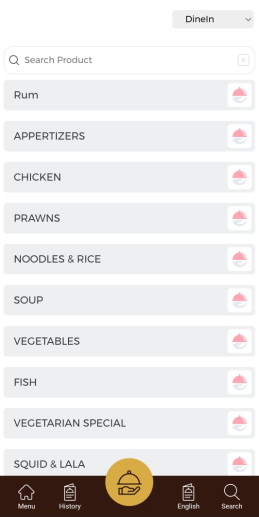 DineIn
Search Product
Rum
APPERTIZERS
CHICKEN
PRAWNS
NOODLES & RICE
SOUP
VEGETABLES
FISH
VEGETARIAN SPECIAL
SQUID & LALA
Menu
History
English
Search